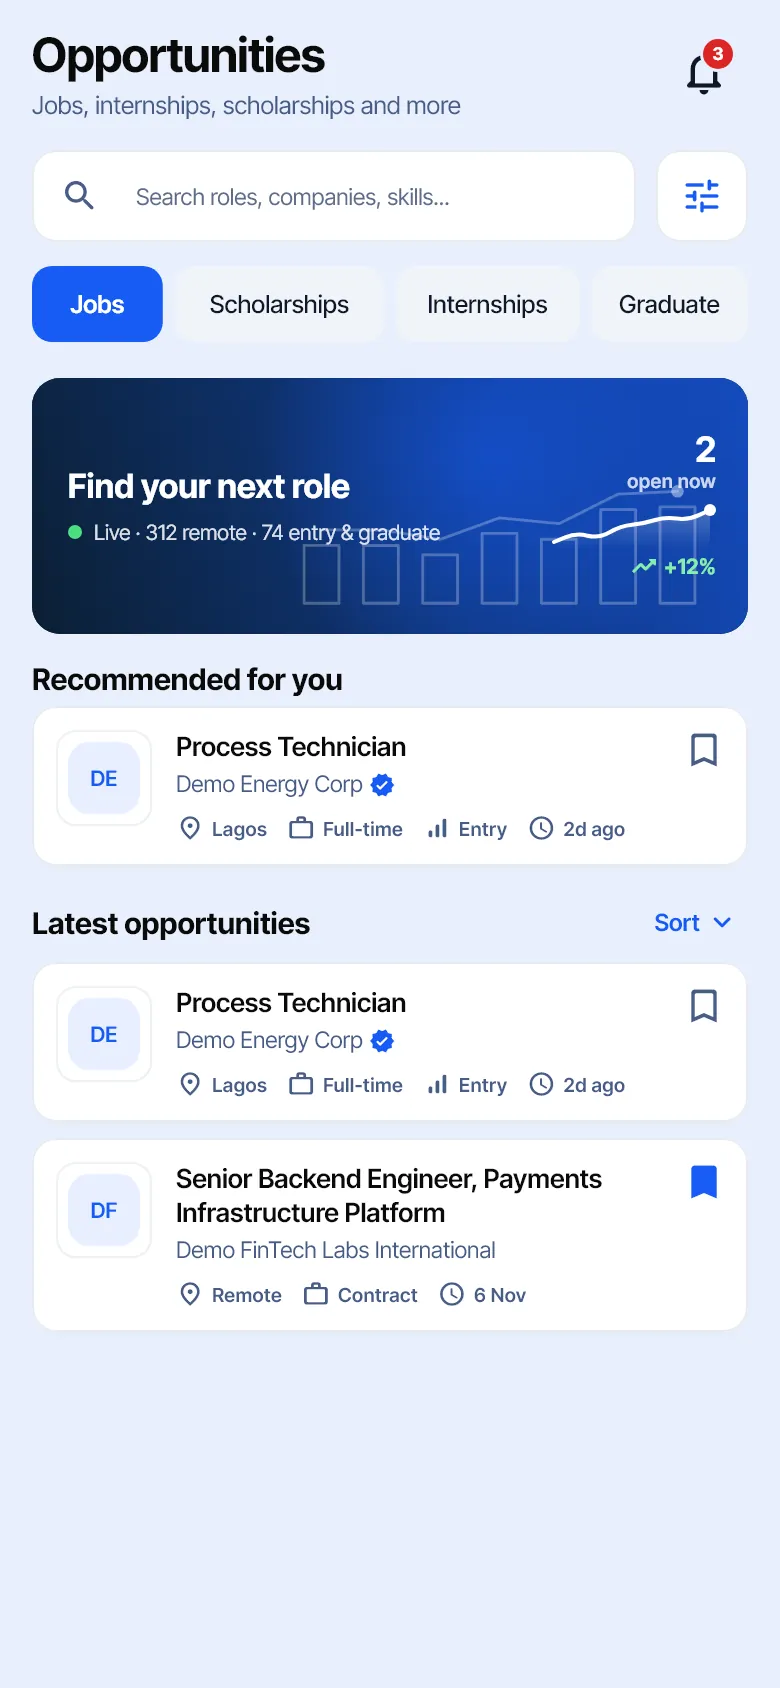 Opportunities
3
Jobs, internships, scholarships and more
Search roles, companies, skills...
Jobs
Scholarships
Internships
Graduate
2
open now
Find your next role
Live · 312 remote · 74 entry & graduate
+12%
Recommended for you
DE
Process Technician
Demo Energy Corp
Lagos Full-time Entry 2d ago
Latest opportunities
Sort
DE
Process Technician
Demo Energy Corp
Lagos Full-time Entry 2d ago
DF
Senior Backend Engineer, Payments
Infrastructure Platform
Demo FinTech Labs International
Remote Contract 6 Nov